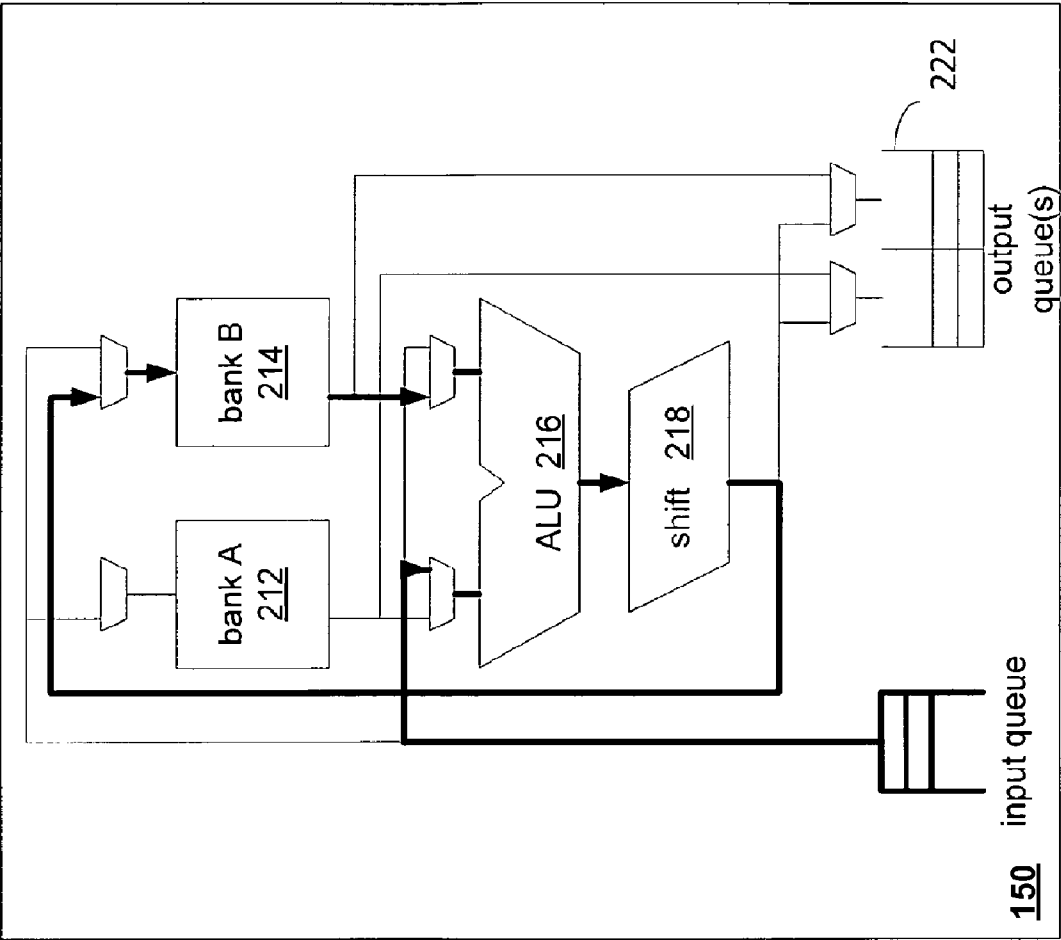 bank A
212
bank B
214
ALU 216
shift 218
222
output
queue(s)
input queue
150